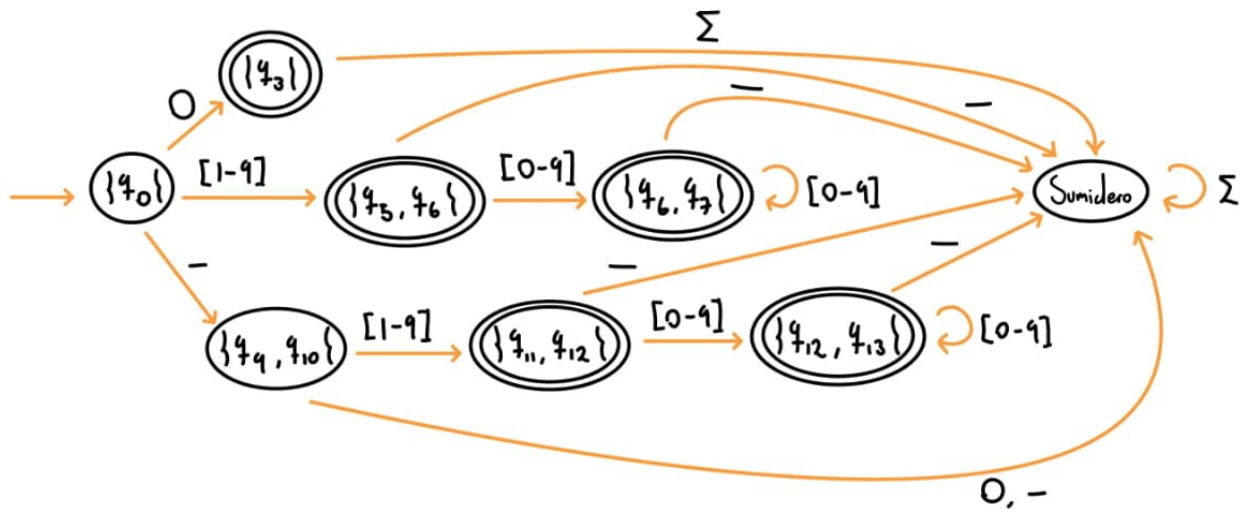 Σ
{q₃}
0
–
–
{q₀}
[1-9]
{q₅, q₆}
[0-9]
{q₆, q₇}
[0-9]
Sumidero
Σ
–
–
–
{q₉, q₁₀}
[1-9]
{q₁₁, q₁₂}
[0-9]
{q₁₂, q₁₃}
[0-9]
0, –